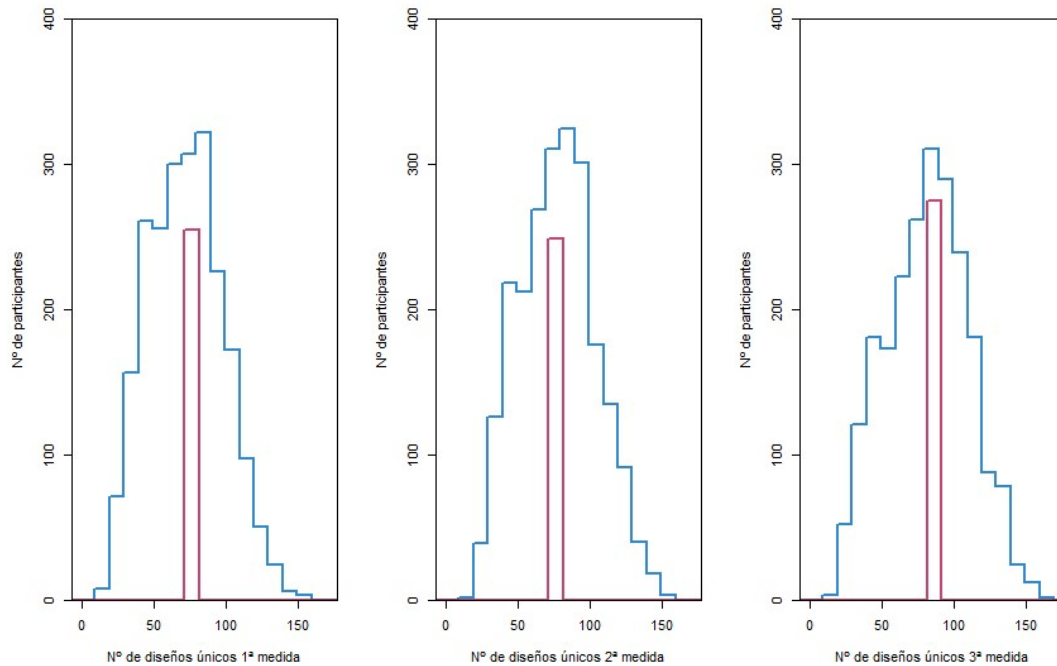 400
300
200
100
0
Nº de participantes
0 50 100 150
Nº de diseños únicos 1ª medida
400
300
200
100
0
Nº de participantes
0 50 100 150
Nº de diseños únicos 2ª medida
400
300
200
100
0
Nº de participantes
0 50 100 150
Nº de diseños únicos 3ª medida